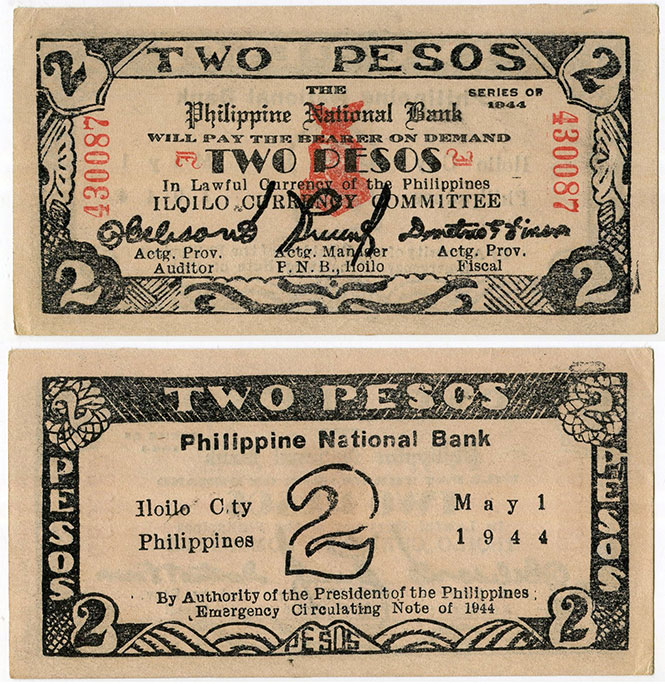 2 TWO PESOS 2
THE
SERIES OF
1944
Philippine National Bank
WILL PAY THE BEARER ON DEMAND
TWO PESOS
In Lawful Currency of the Philippines
ILOILO CURRENCY COMMITTEE
430087
430087
Actg. Prov. Actg. Manager Actg. Prov.
Auditor P.N.B., Iloilo Fiscal
2 2
2 TWO PESOS 2
Philippine National Bank
PESOS
PESOS
2
Iloilo C.ty May 1
Philippines 1944
By Authority of the President of the Philippines
Emergency Circulating Note of 1944
2 PESOS 2